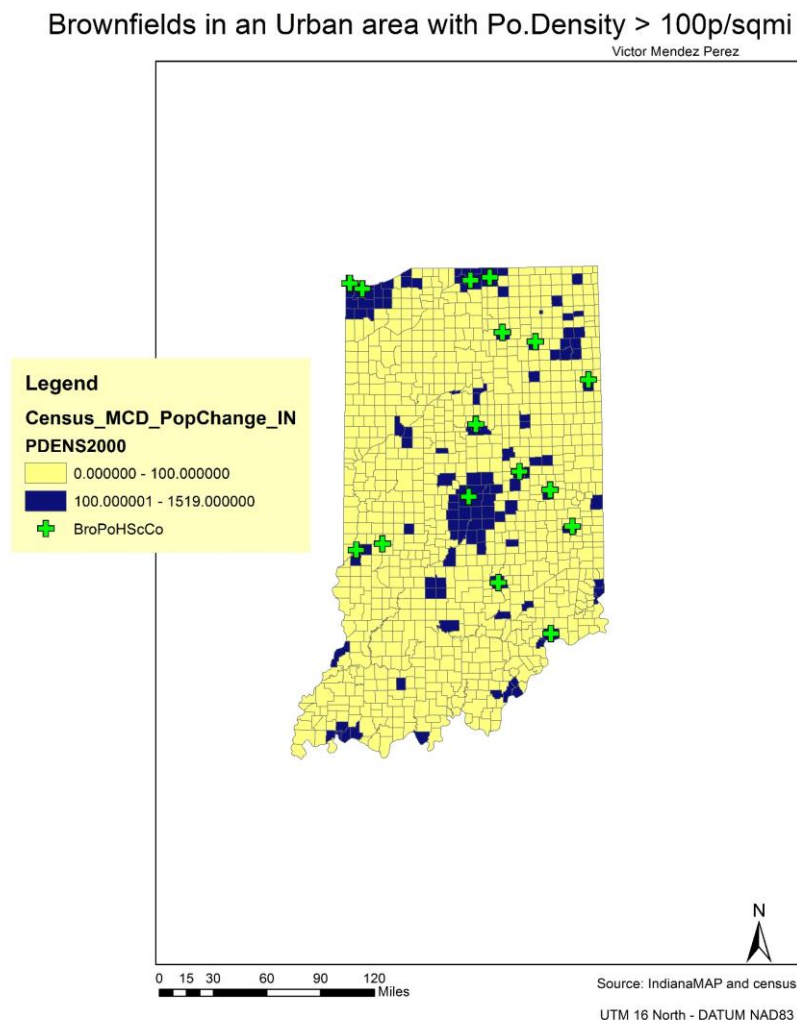 Brownfields in an Urban area with Po.Density > 100p/sqmi
Victor Mendez Perez
Legend
Census_MCD_PopChange_IN
PDENS2000
0.000000 - 100.000000
100.000001 - 1519.000000
BroPoHScCo
N
0 15 30 60 90 120
Miles
Source: IndianaMAP and census
UTM 16 North - DATUM NAD83